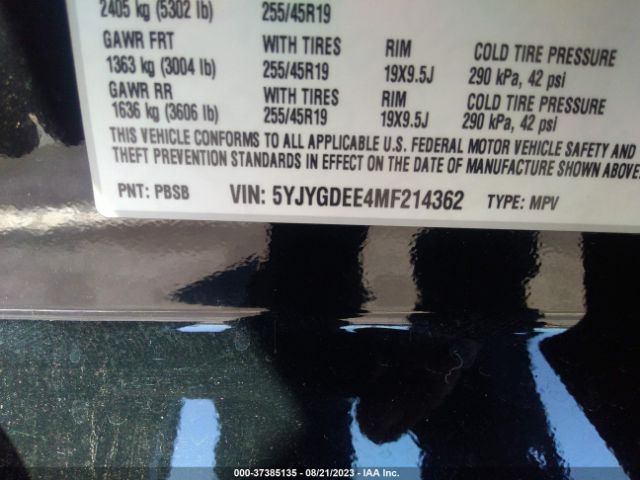 2405 kg (5302 lb) 255/45R19
GAWR FRT WITH TIRES RIM COLD TIRE PRESSURE
1363 kg (3004 lb) 255/45R19 19X9.5J 290 kPa, 42 psi
GAWR RR WITH TIRES RIM COLD TIRE PRESSURE
1636 kg (3606 lb) 255/45R19 19X9.5J 290 kPa, 42 psi
THIS VEHICLE CONFORMS TO ALL APPLICABLE U.S. FEDERAL MOTOR VEHICLE SAFETY AND
THEFT PREVENTION STANDARDS IN EFFECT ON THE DATE OF MANUFACTURE SHOWN ABOVE.
PNT: PBSB VIN: 5YJYGDEE4MF214362 TYPE: MPV
000-37385135 - 08/21/2023 - IAA Inc.